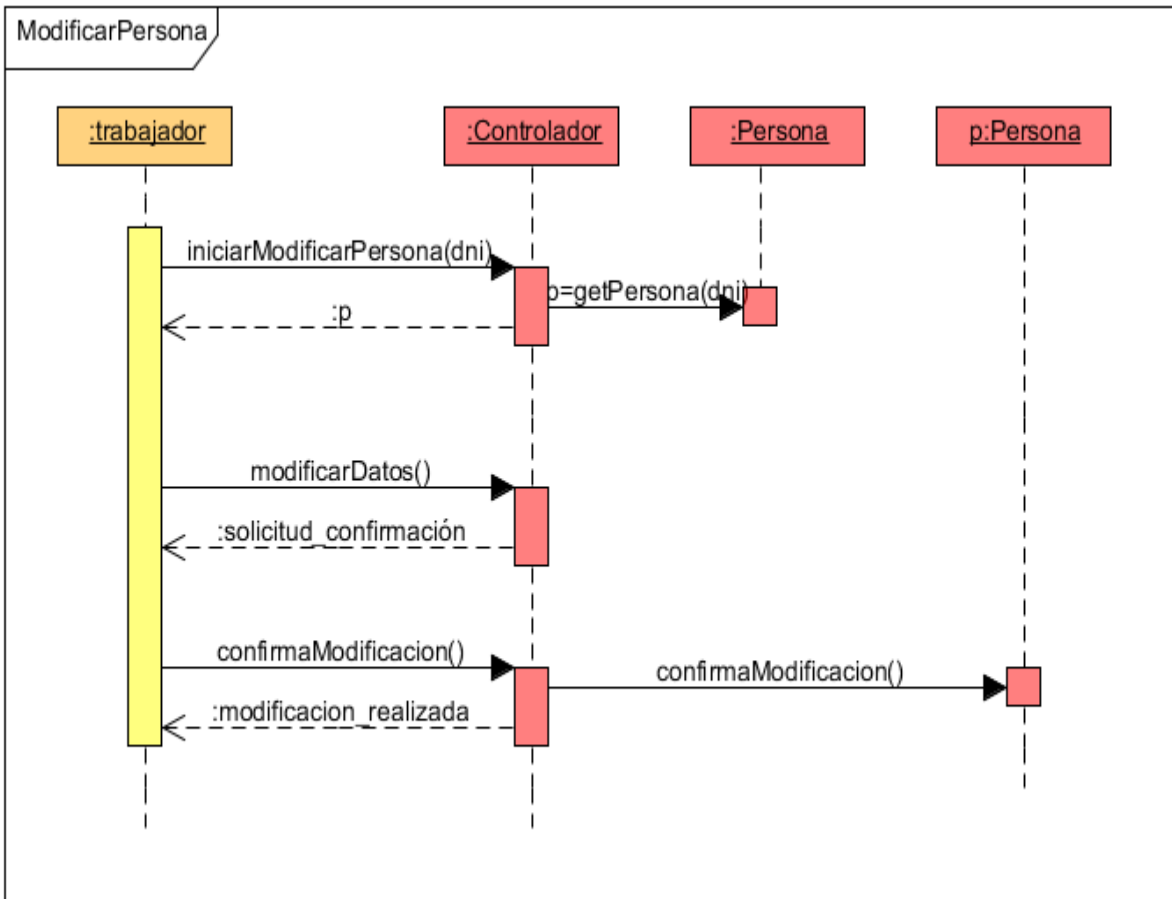 ModificarPersona
:trabajador
:Controlador
:Persona
p:Persona
iniciarModificarPersona(dni)
p=getPersona(dni)
:p
modificarDatos()
:solicitud_confirmación
confirmaModificacion()
confirmaModificacion()
:modificacion_realizada